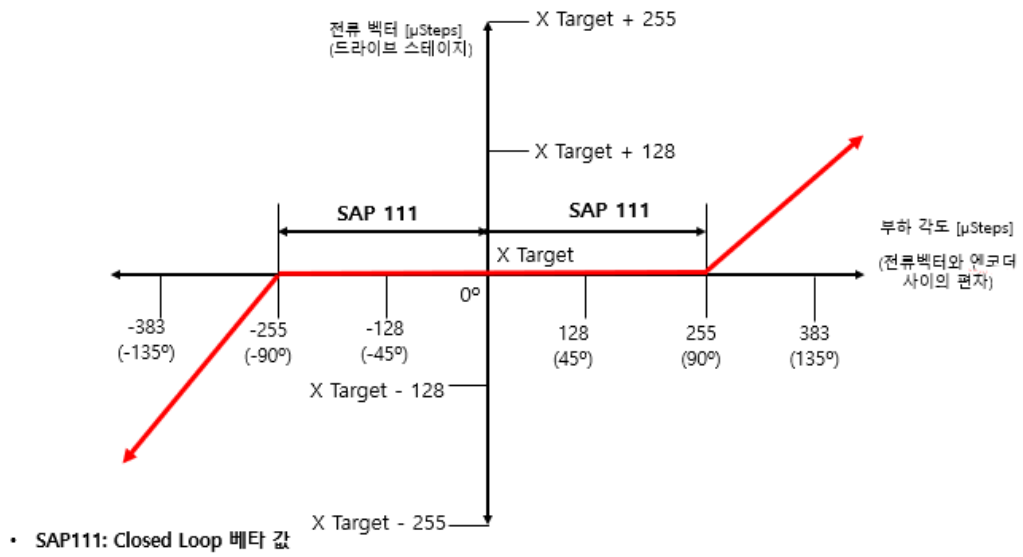 X Target + 255
전류 벡터 [µSteps]
(드라이브 스테이지)
X Target + 128
SAP 111
SAP 111
부하 각도 [µSteps]
X Target
(전류벡터와 엔코더
사이의 편자)
0º
-383
(-135º)
-255
(-90º)
-128
(-45º)
128
(45º)
255
(90º)
383
(135º)
X Target - 128
X Target - 255
• SAP111: Closed Loop 베타 값